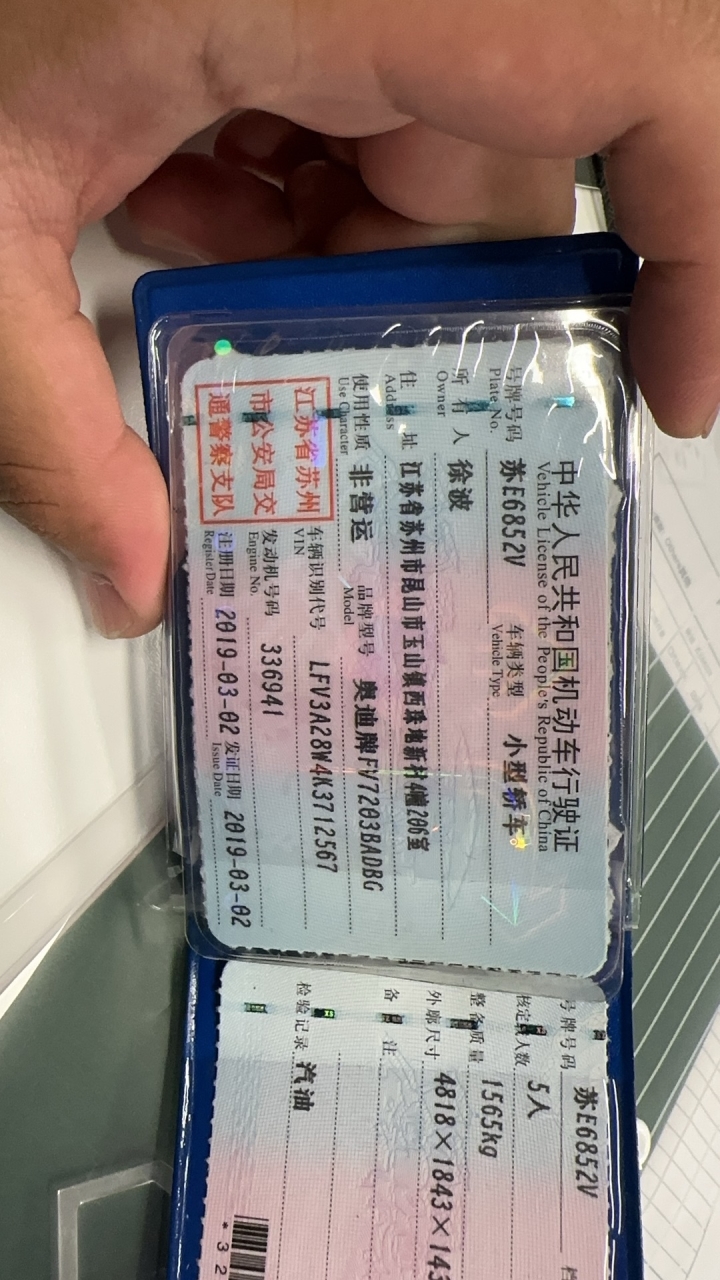 中华人民共和国机动车行驶证
Vehicle License of the People's Republic of China
号牌号码 苏E6852V 车辆类型 小型轿车
Plate No. Vehicle Type
所有人 徐波
Owner
住址 江苏省苏州市昆山市玉山镇西珠地新村4幢206室
Address
使用性质 非营运 品牌型号 奥迪牌FV7203BADBG
Use Character Model
江苏省苏州
市公安局交
通警察支队
车辆识别代号 LFV3A28W4K3712567
VIN
发动机号码 336941
Engine No.
注册日期 2019-03-02 发证日期 2019-03-02
Register Date Issue Date
号牌号码 苏E6852V
核定载人数 5人
整备质量 1565kg
外廓尺寸 4818×1843×143
备注
检验记录 汽油
*32